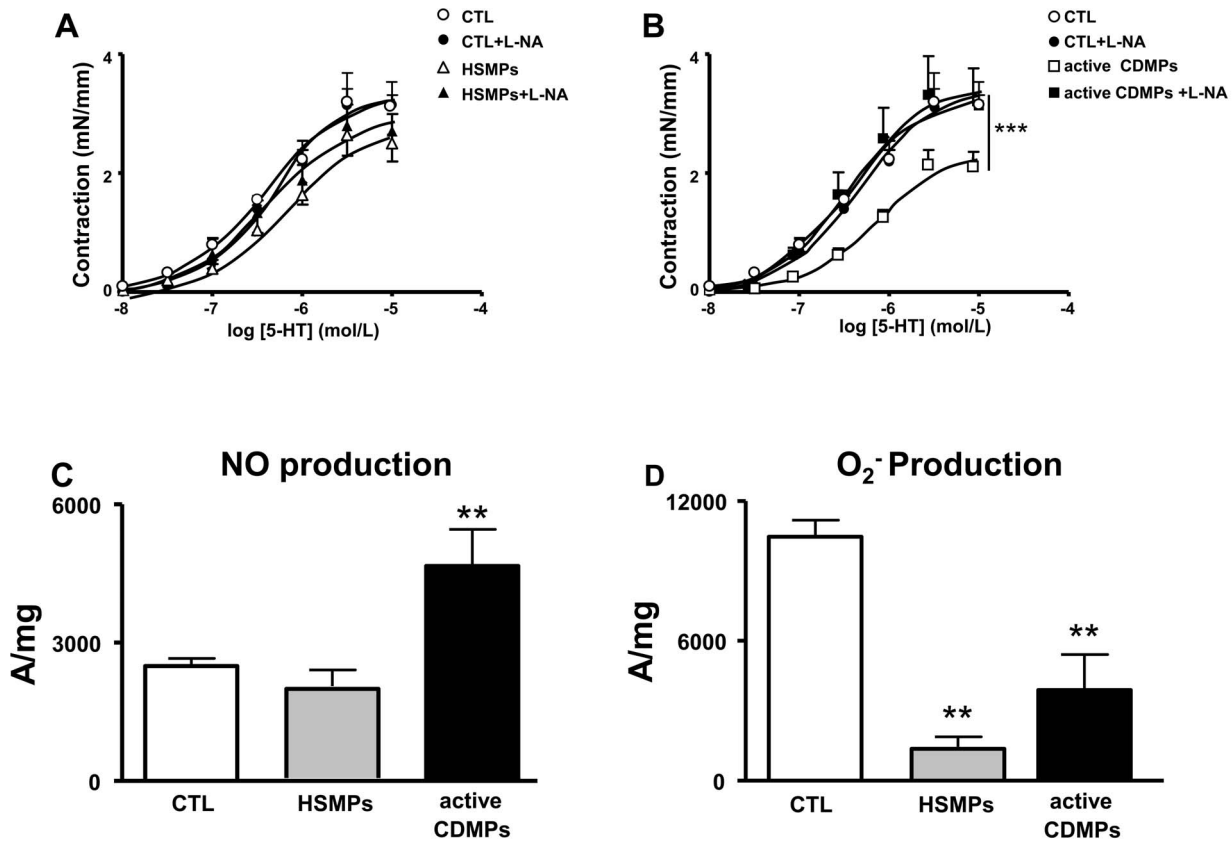 A
CTL
CTL+L-NA
HSMPs
HSMPs+L-NA
Contraction (mN/mm)
4
2
0
-8
-7
-6
-5
-4
log [5-HT] (mol/L)
B
CTL
CTL+L-NA
active CDMPs
active CDMPs +L-NA
Contraction (mN/mm)
4
2
0
***
-8
-7
-6
-5
-4
log [5-HT] (mol/L)
C
NO production
A/mg
6000
3000
0
**
CTL
HSMPs
active
CDMPs
D
O₂⁻ Production
A/mg
12000
6000
0
**
**
CTL
HSMPs
active
CDMPs